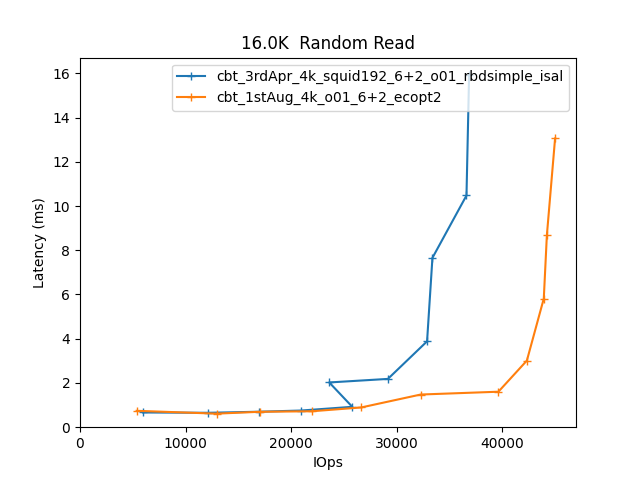 16.0K  Random Read
cbt_3rdApr_4k_squid192_6+2_o01_rbdsimple_isal
cbt_1stAug_4k_o01_6+2_ecopt2
Latency (ms)
16
14
12
10
8
6
4
2
0
0 10000 20000 30000 40000
IOps